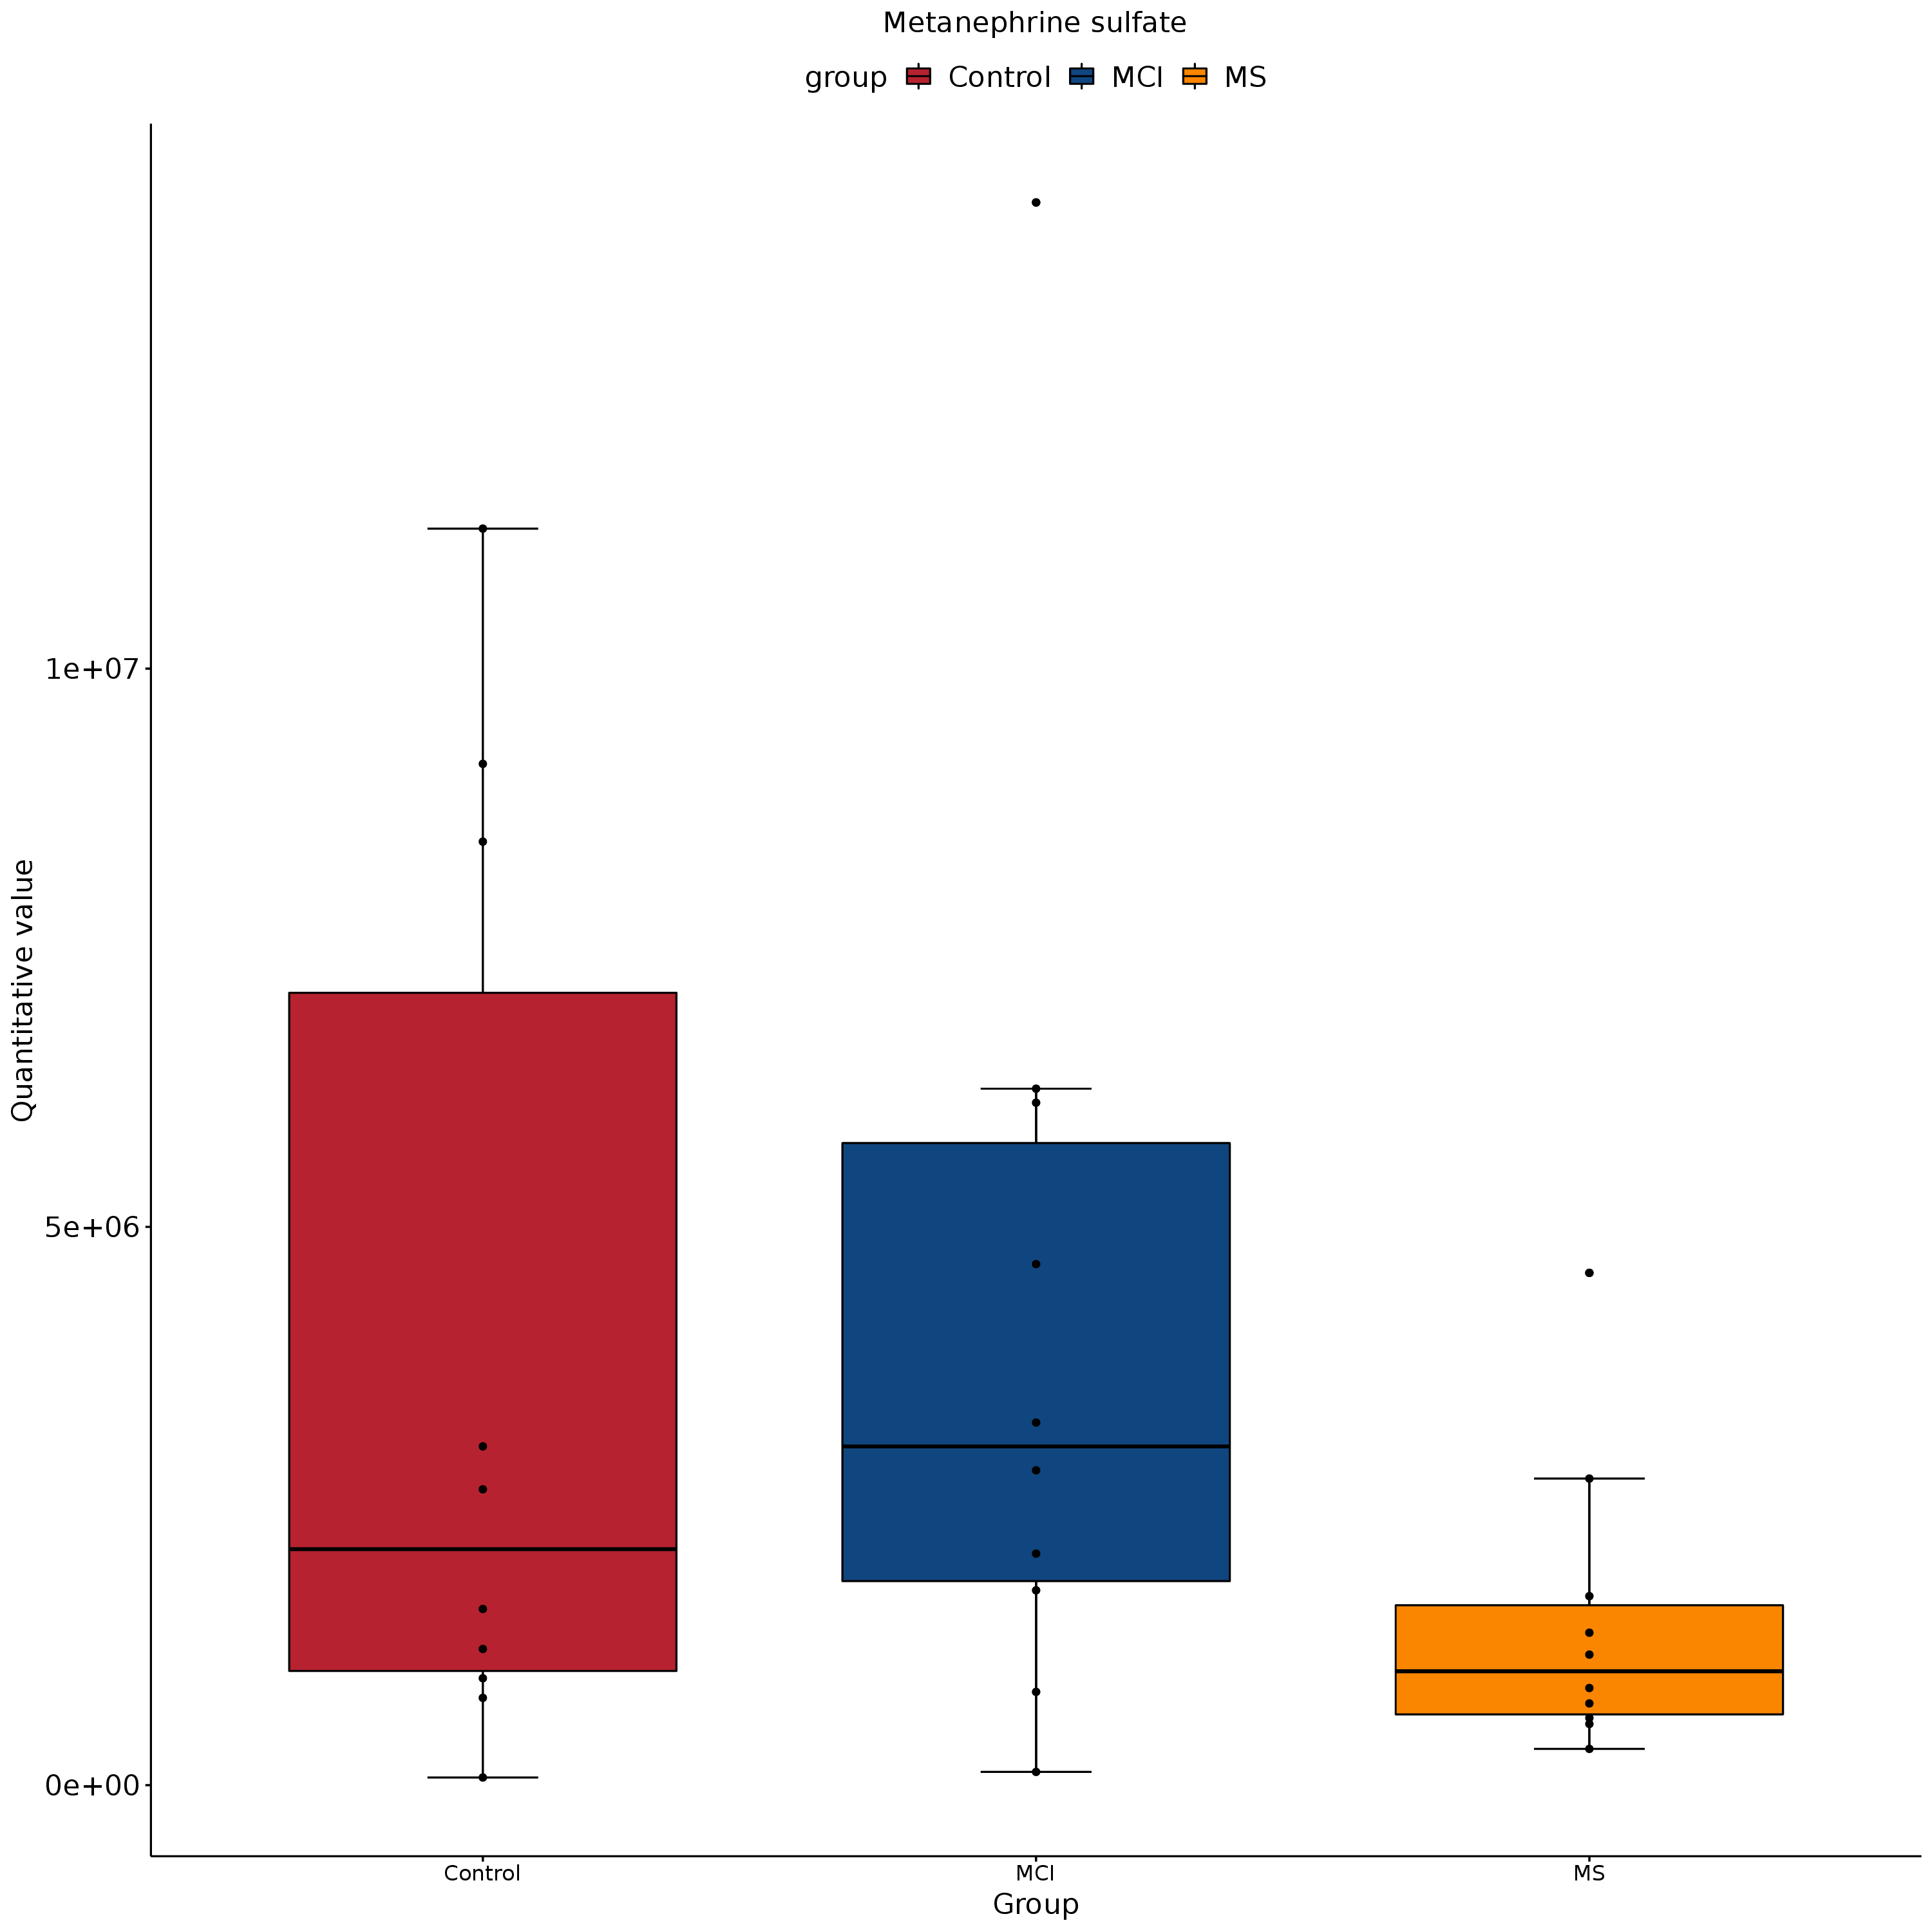 Metanephrine sulfate
group Control MCI MS
Quantitative value
1e+07
5e+06
0e+00
Control MCI MS
Group